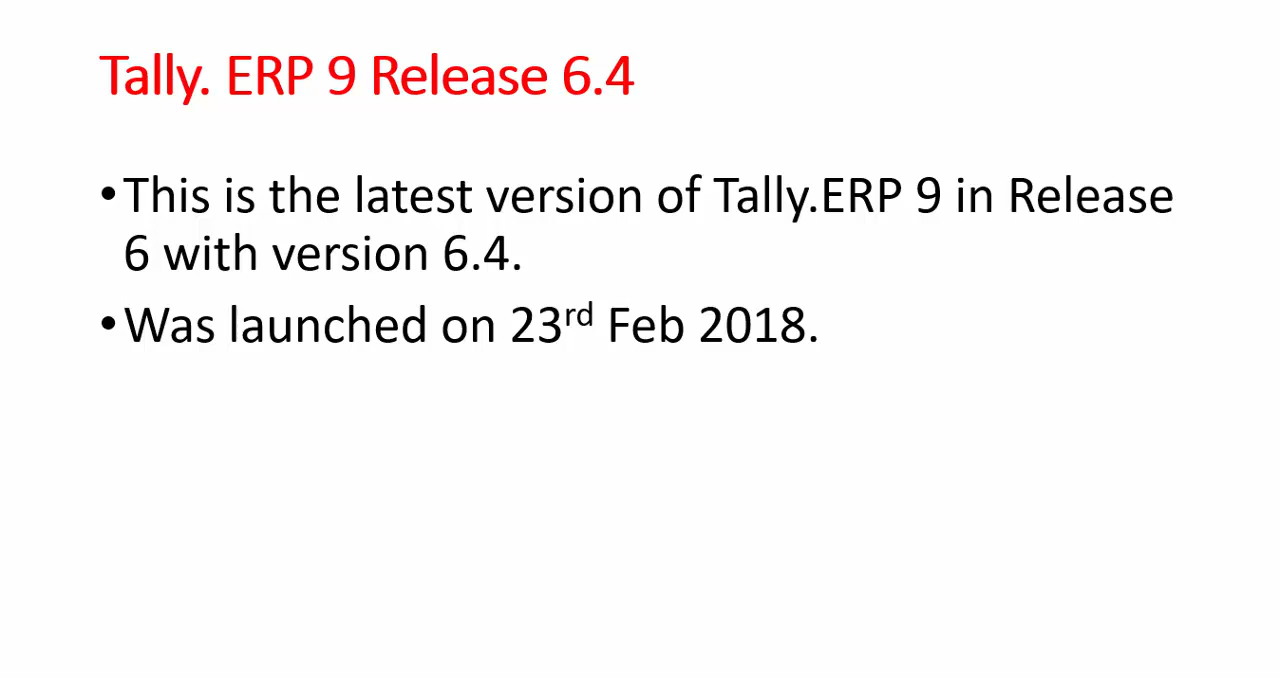 Tally. ERP 9 Release 6.4
•This is the latest version of Tally.ERP 9 in Release
6 with version 6.4.
•Was launched on 23rd Feb 2018.